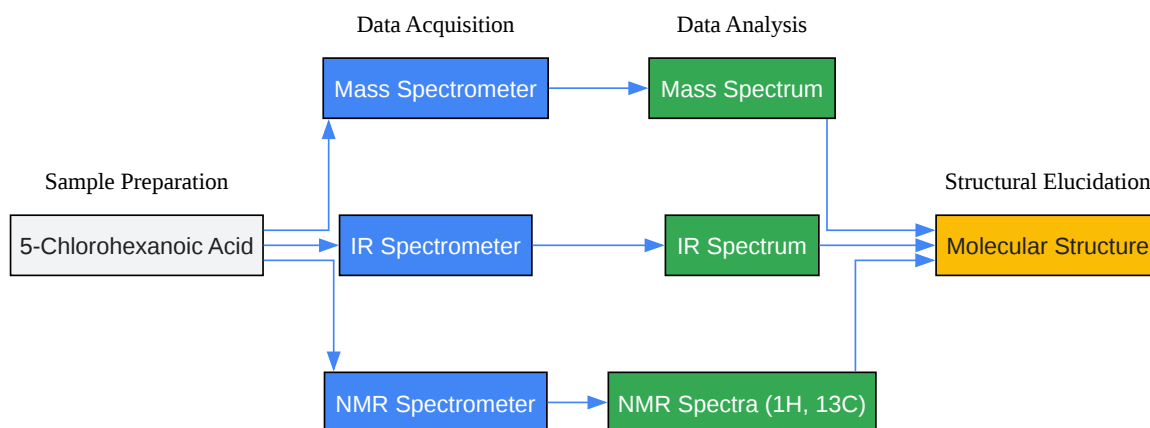 Data Acquisition
Data Analysis
Mass Spectrometer
Mass Spectrum
Sample Preparation
Structural Elucidation
5-Chlorohexanoic Acid
IR Spectrometer
IR Spectrum
Molecular Structure
NMR Spectrometer
NMR Spectra (1H, 13C)